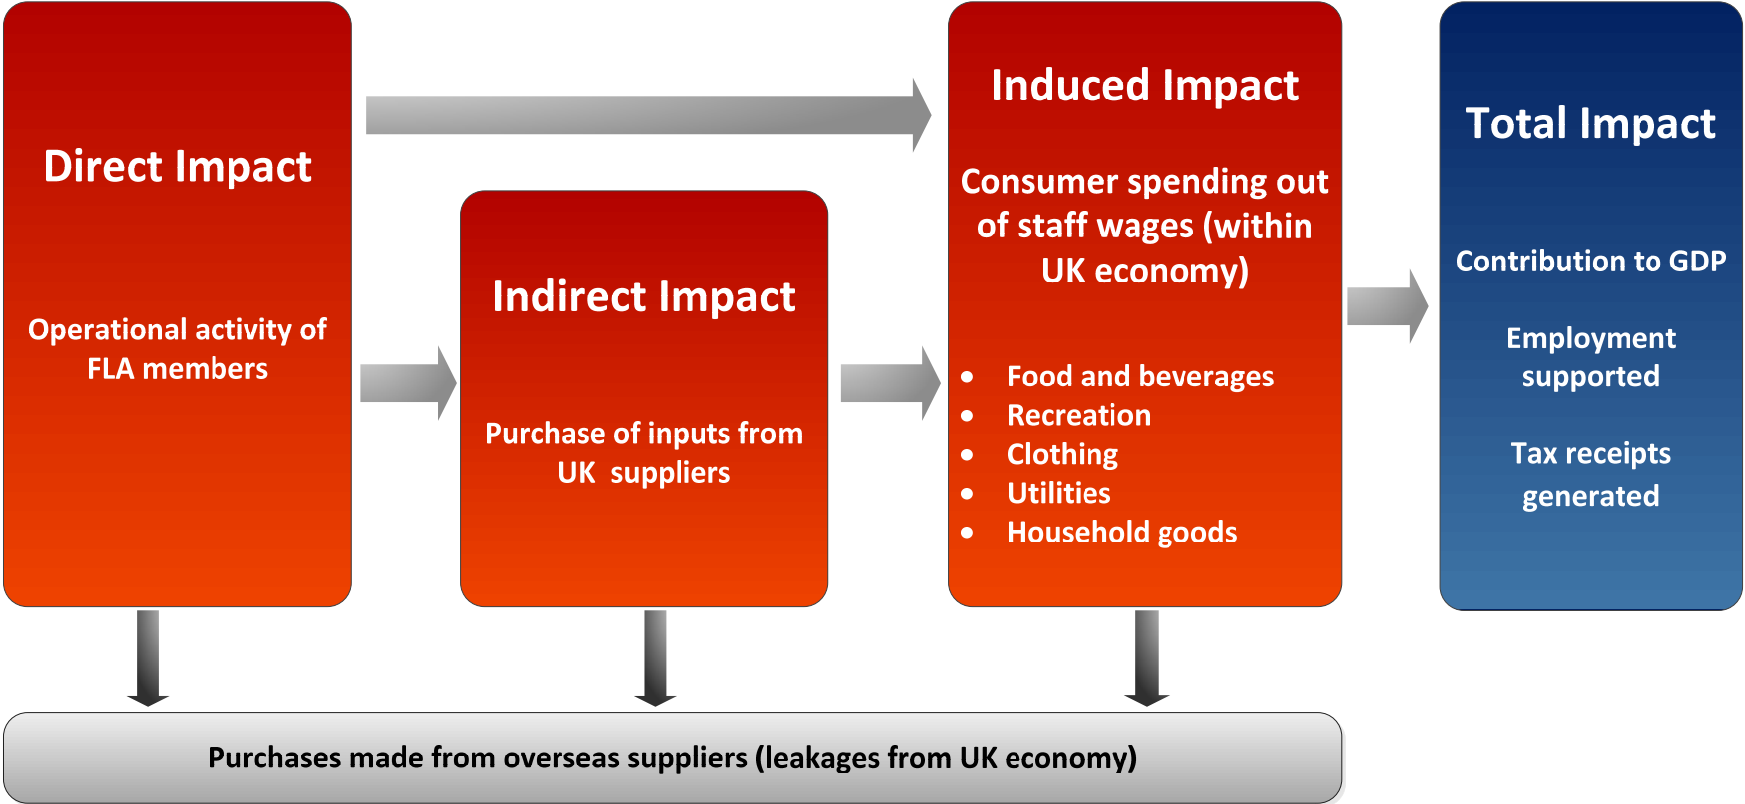 Direct Impact
Operational activity of
FLA members
Indirect Impact
Purchase of inputs from
UK suppliers
Induced Impact
Consumer spending out
of staff wages (within
UK economy)
• Food and beverages
• Recreation
• Clothing
• Utilities
• Household goods
Total Impact
Contribution to GDP
Employment
supported
Tax receipts
generated
Purchases made from overseas suppliers (leakages from UK economy)